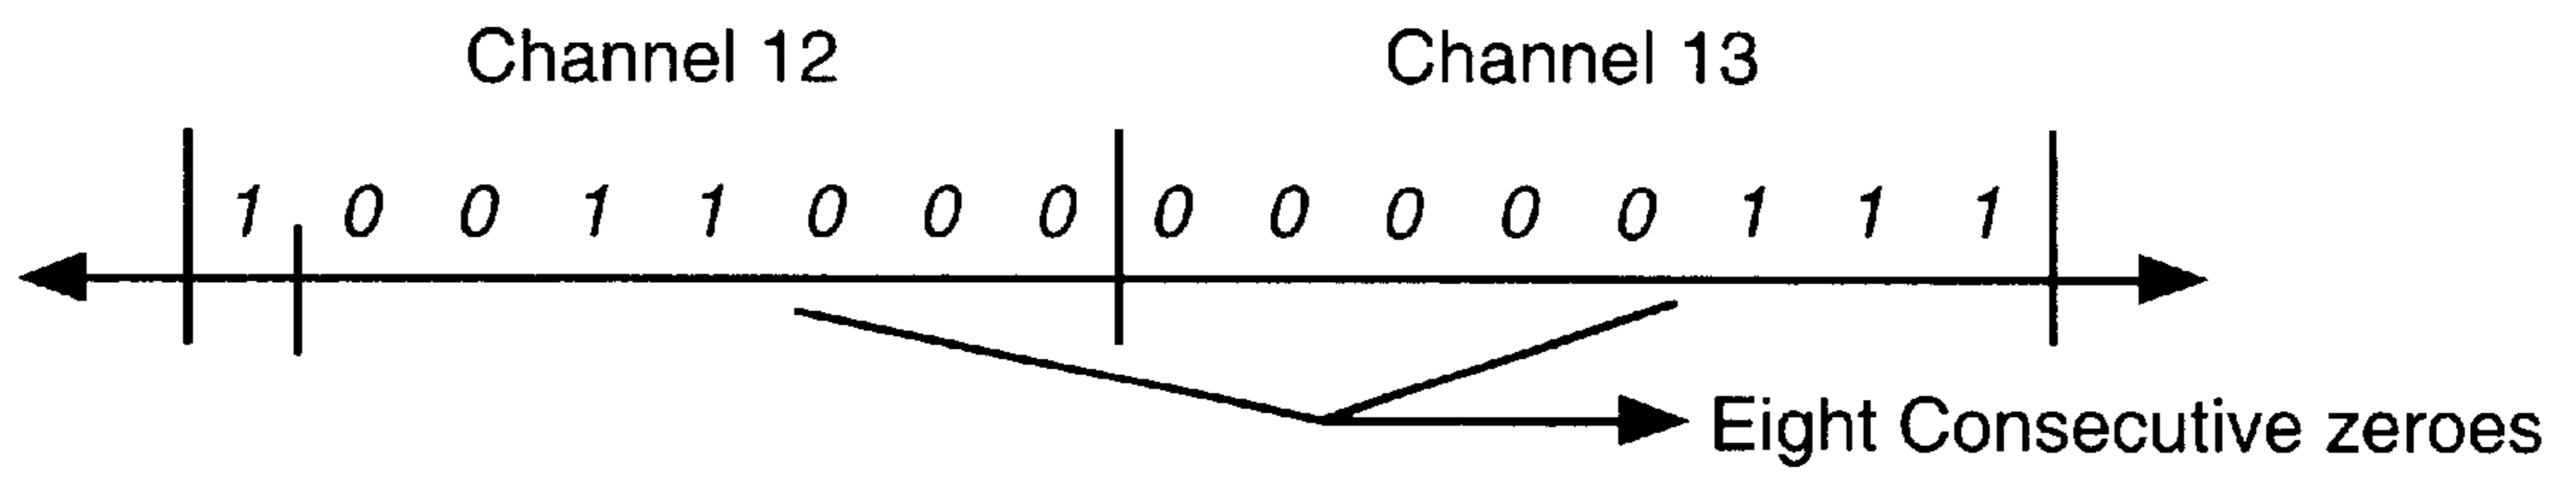 Channel 12 Channel 13
1 0 0 1 1 0 0 0 0 0 0 0 0 1 1 1
Eight Consecutive zeroes